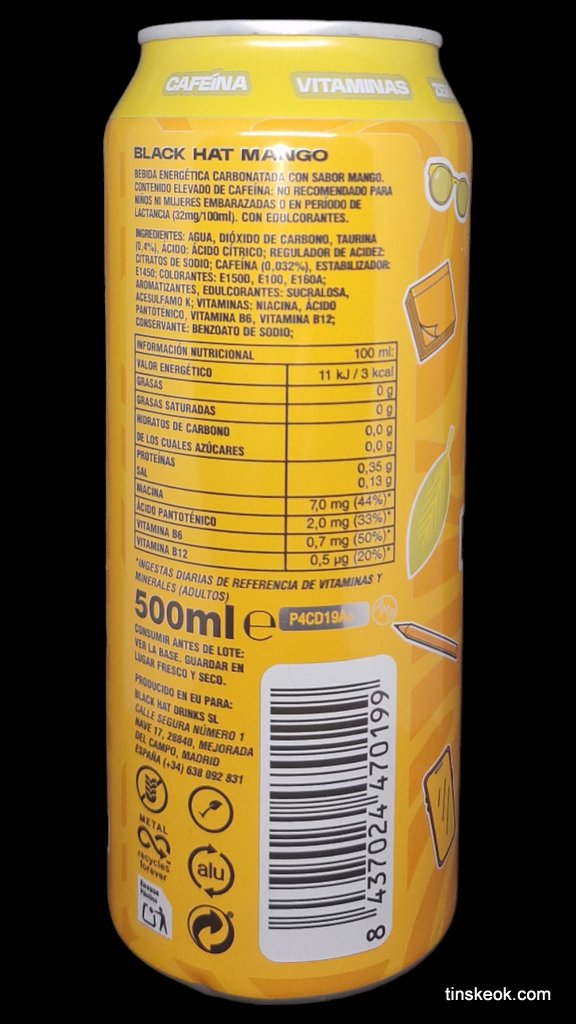 CAFEÍNA VITAMINAS
BLACK HAT MANGO
BEBIDA ENERGÉTICA CARBONATADA CON SABOR MANGO.
CONTENIDO ELEVADO DE CAFEÍNA: NO RECOMENDADO PARA
NIÑOS NI MUJERES EMBARAZADAS O EN PERÍODO DE
LACTANCIA (32mg/100ml). CON EDULCORANTES.
INGREDIENTES: AGUA, DIÓXIDO DE CARBONO, TAURINA
(0,4%), ÁCIDO: ÁCIDO CÍTRICO; REGULADOR DE ACIDEZ:
CITRATOS DE SODIO; CAFEÍNA (0,032%), ESTABILIZADOR:
E1450; COLORANTES: E150D, E100, E160A;
AROMATIZANTES, EDULCORANTES: SUCRALOSA,
ACESULFAMO K; VITAMINAS: NIACINA, ÁCIDO
PANTOTÉNICO, VITAMINA B6, VITAMINA B12;
CONSERVANTE: BENZOATO DE SODIO;
INFORMACIÓN NUTRICIONAL 100 ml:
VALOR ENERGÉTICO 11 kJ / 3 kcal
GRASAS 0 g
GRASAS SATURADAS 0 g
HIDRATOS DE CARBONO 0,0 g
DE LOS CUALES AZÚCARES 0,0 g
PROTEÍNAS 0,35 g
SAL 0,13 g
NIACINA 7,0 mg (44%)*
ÁCIDO PANTOTÉNICO 2,0 mg (33%)*
VITAMINA B6 0,7 mg (50%)*
VITAMINA B12 0,5 µg (20%)*
*INGESTAS DIARIAS DE REFERENCIA DE VITAMINAS Y
MINERALES (ADULTOS)
500ml e P4CD19A
CONSUMIR ANTES DE LOTE:
VER LA BASE. GUARDAR EN
LUGAR FRESCO Y SECO.
PRODUCIDO EN EU PARA:
BLACK HAT DRINKS SL
CALLE SEGURA NÚMERO 1
NAVE 17, 28840, MEJORADA
DEL CAMPO, MADRID
ESPAÑA (+34) 638 092 831
METAL
recycles
forever
alu
8 437024 470199
tinskeok.com